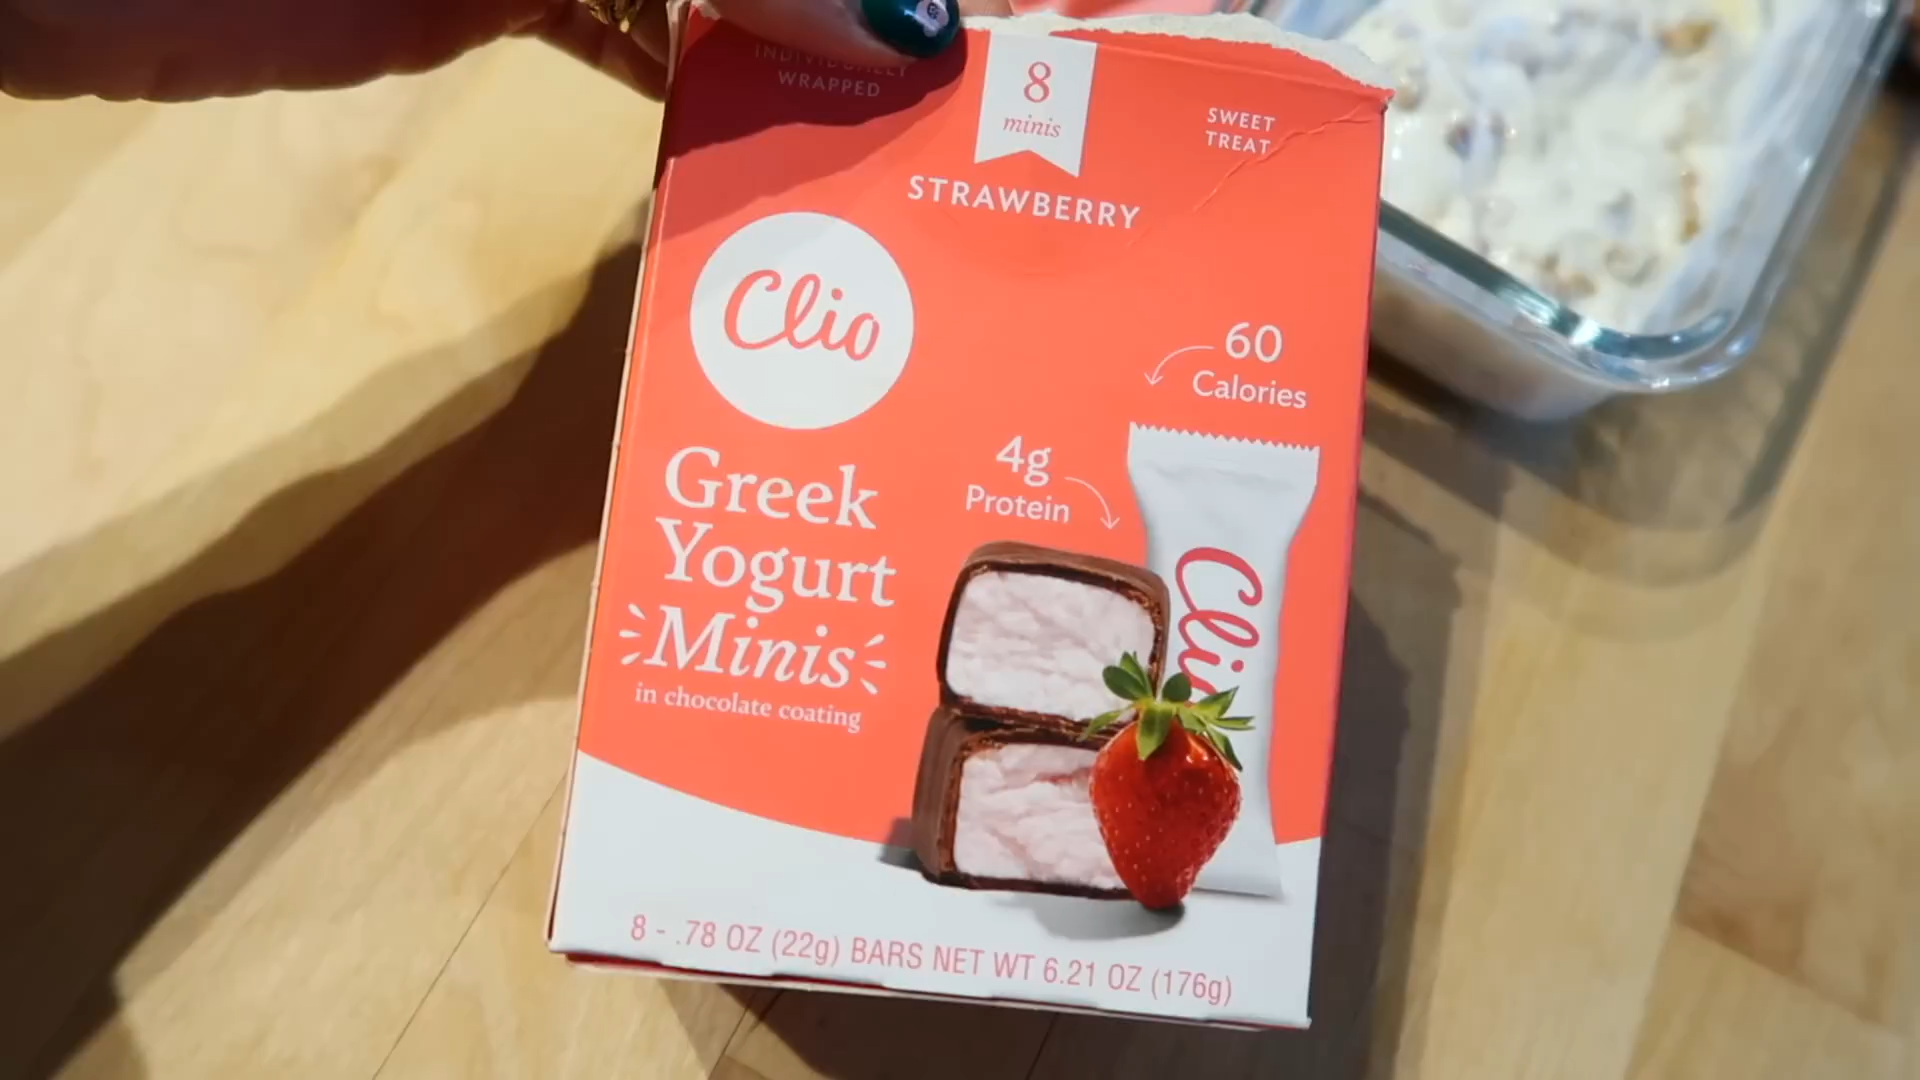 INDIVIDUALLY
WRAPPED
8
minis
SWEET
TREAT
STRAWBERRY
Clio
60
Calories
4g
Protein
Greek
Yogurt
Minis
in chocolate coating
Clio
8 - .78 OZ (22g) BARS NET WT 6.21 OZ (176g)